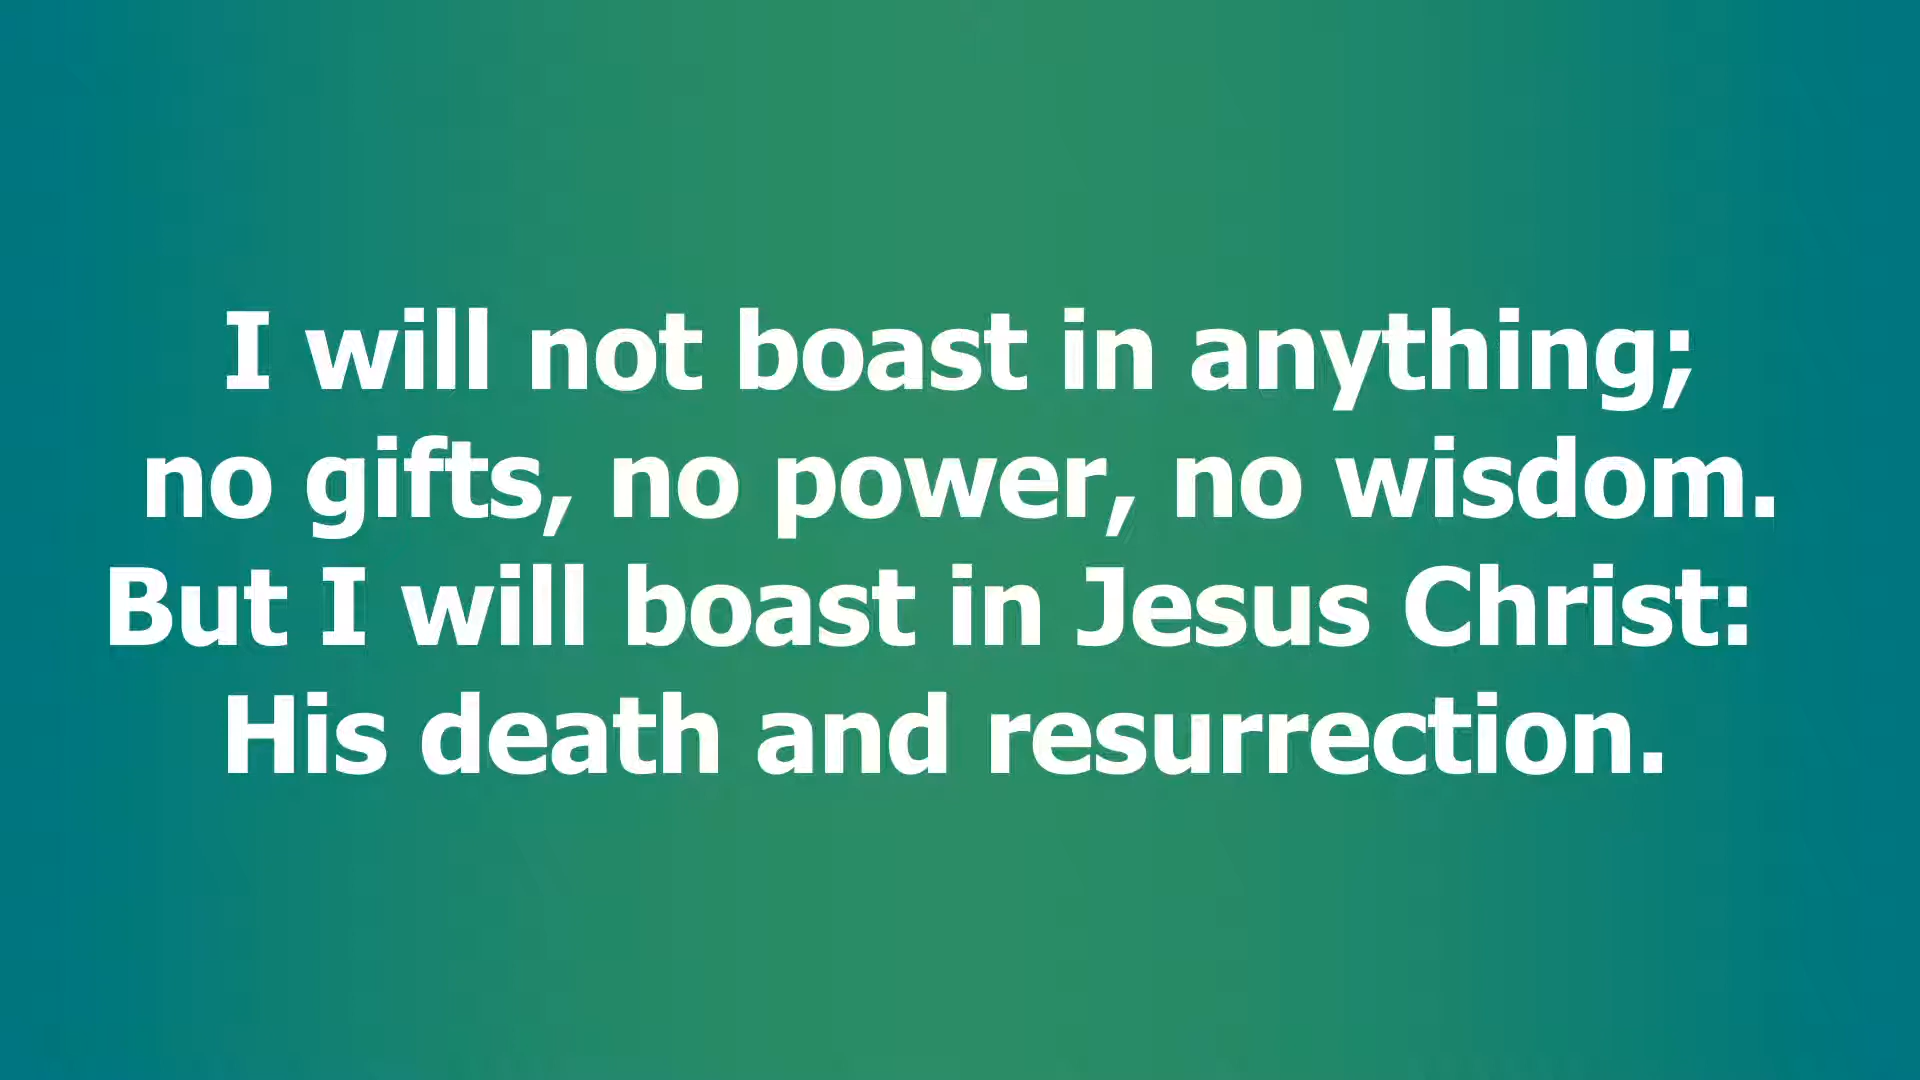 I will not boast in anything;
no gifts, no power, no wisdom.
But I will boast in Jesus Christ:
His death and resurrection.